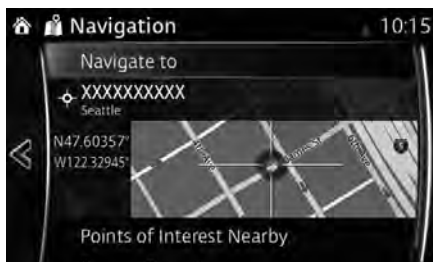 Navigation
10:15
Navigate to
XXXXXXXXXX
Seattle
N47.60357°
W122.32945°
Points of Interest Nearby